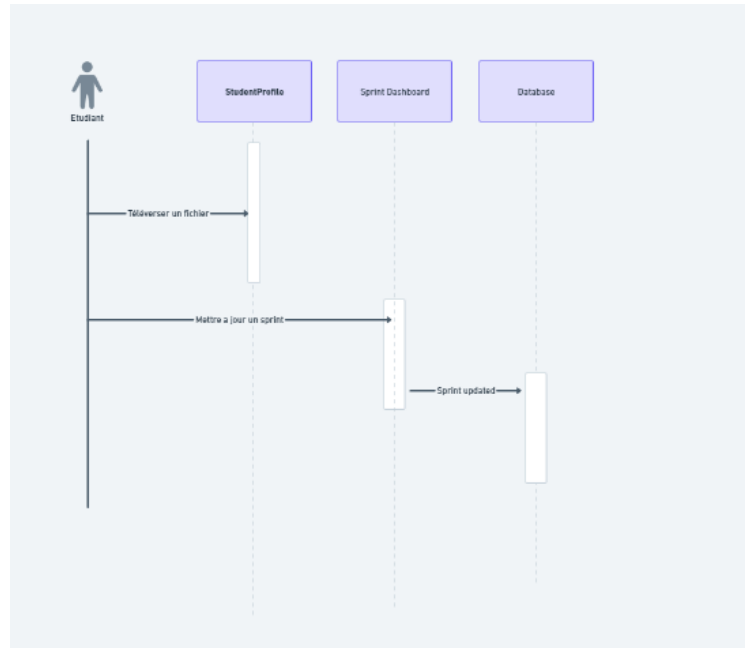 Etudiant
StudentProfile
Sprint Dashboard
Database
Téléverser un fichier
Mettre a jour un sprint
Sprint updated